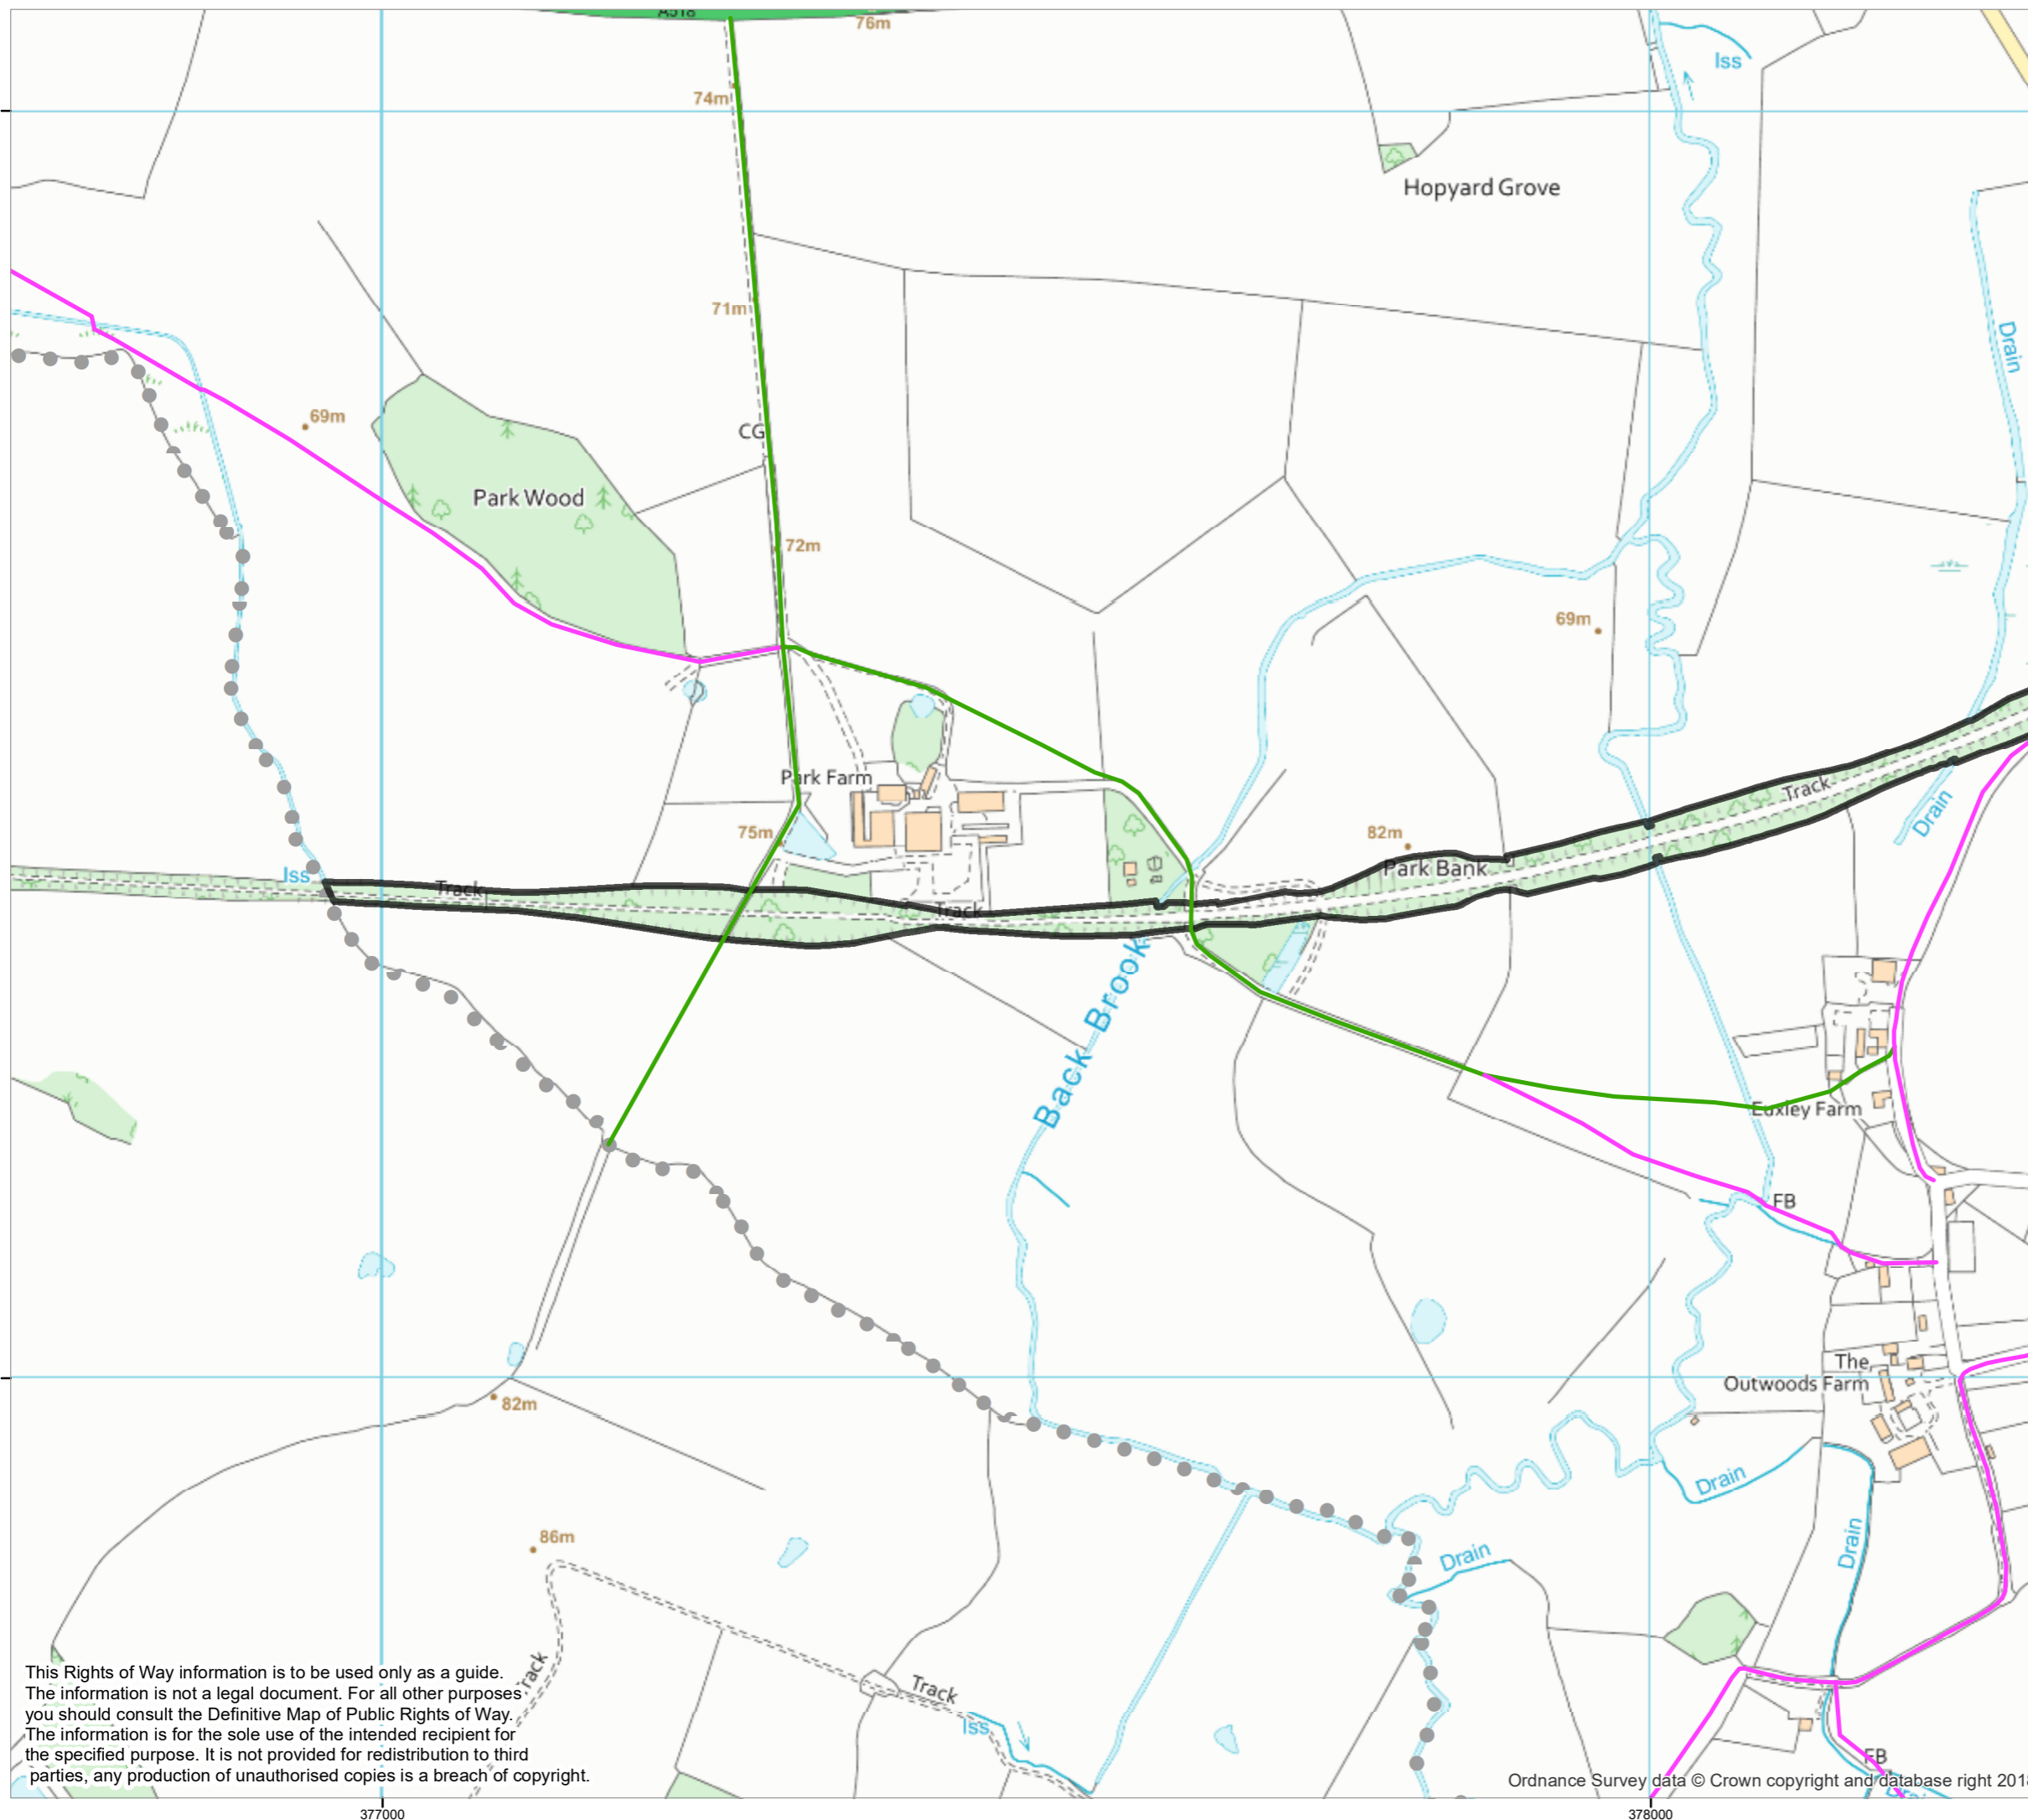 A518
76m
Iss
74m
Hopyard Grove
71m
Drain
69m
CG
Park Wood
72m
69m
Park Farm
Track
Drain
75m
82m
Park Bank
Iss
Track
Track
Back Brook
Euxley Farm
FB
The
Outwoods Farm
82m
Drain
86m
Drain
Drain
Track
Track
Iss
FB
This Rights of Way information is to be used only as a guide.
The information is not a legal document. For all other purposes
you should consult the Definitive Map of Public Rights of Way.
The information is for the sole use of the intended recipient for
the specified purpose. It is not provided for redistribution to third
parties, any production of unauthorised copies is a breach of copyright.
Ordnance Survey data © Crown copyright and database right 2018
377000
378000